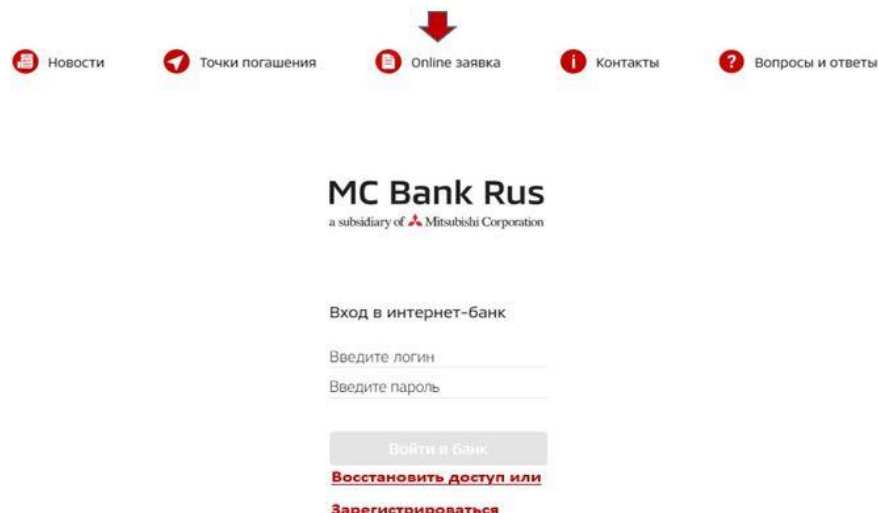 Новости
Точки погашения
Online заявка
Контакты
Вопросы и ответы
MC Bank Rus
a subsidiary of Mitsubishi Corporation
Вход в интернет-банк
Введите логин
Введите пароль
Войти в банк
Восстановить доступ или
Зарегистрироваться